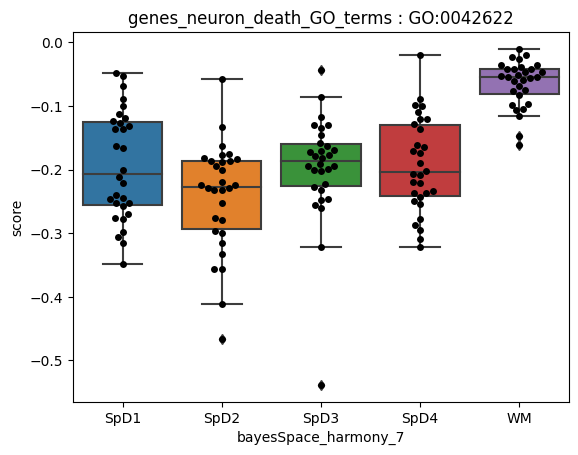 genes_neuron_death_GO_terms : GO:0042622
0.0
−0.1
−0.2
−0.3
−0.4
−0.5
score
SpD1 SpD2 SpD3 SpD4 WM
bayesSpace_harmony_7